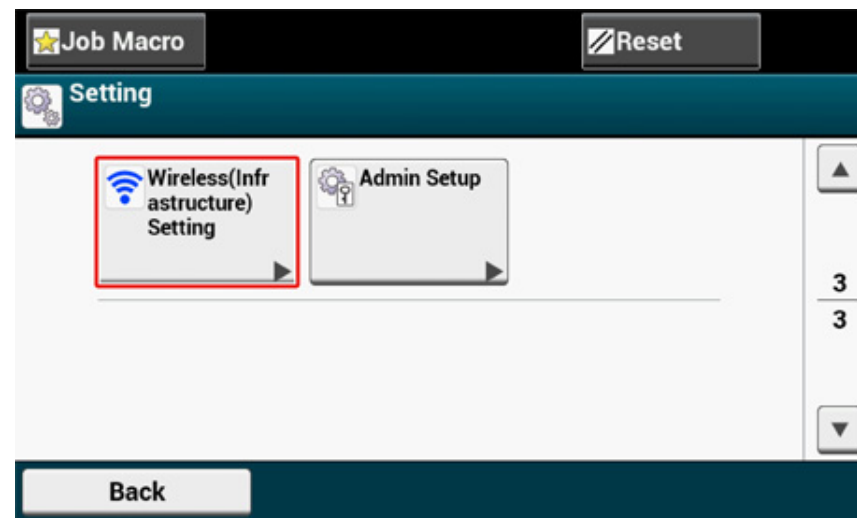 Job Macro
Reset
Setting
Wireless(Infr
astructure)
Setting
Admin Setup
3
3
Back